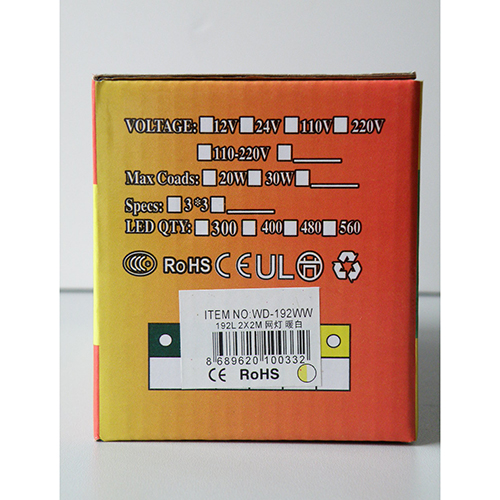 VOLTAGE: 12V 24V 110V 220V
110-220V
Max Coads: 20W 30W
Specs: 3*3
LED QTY: 300 400 480 560
CCC RoHS CE UL
ITEM NO:WD-192WW
192L 2X2M 网灯 暖白
8 689620 100332
CE RoHS